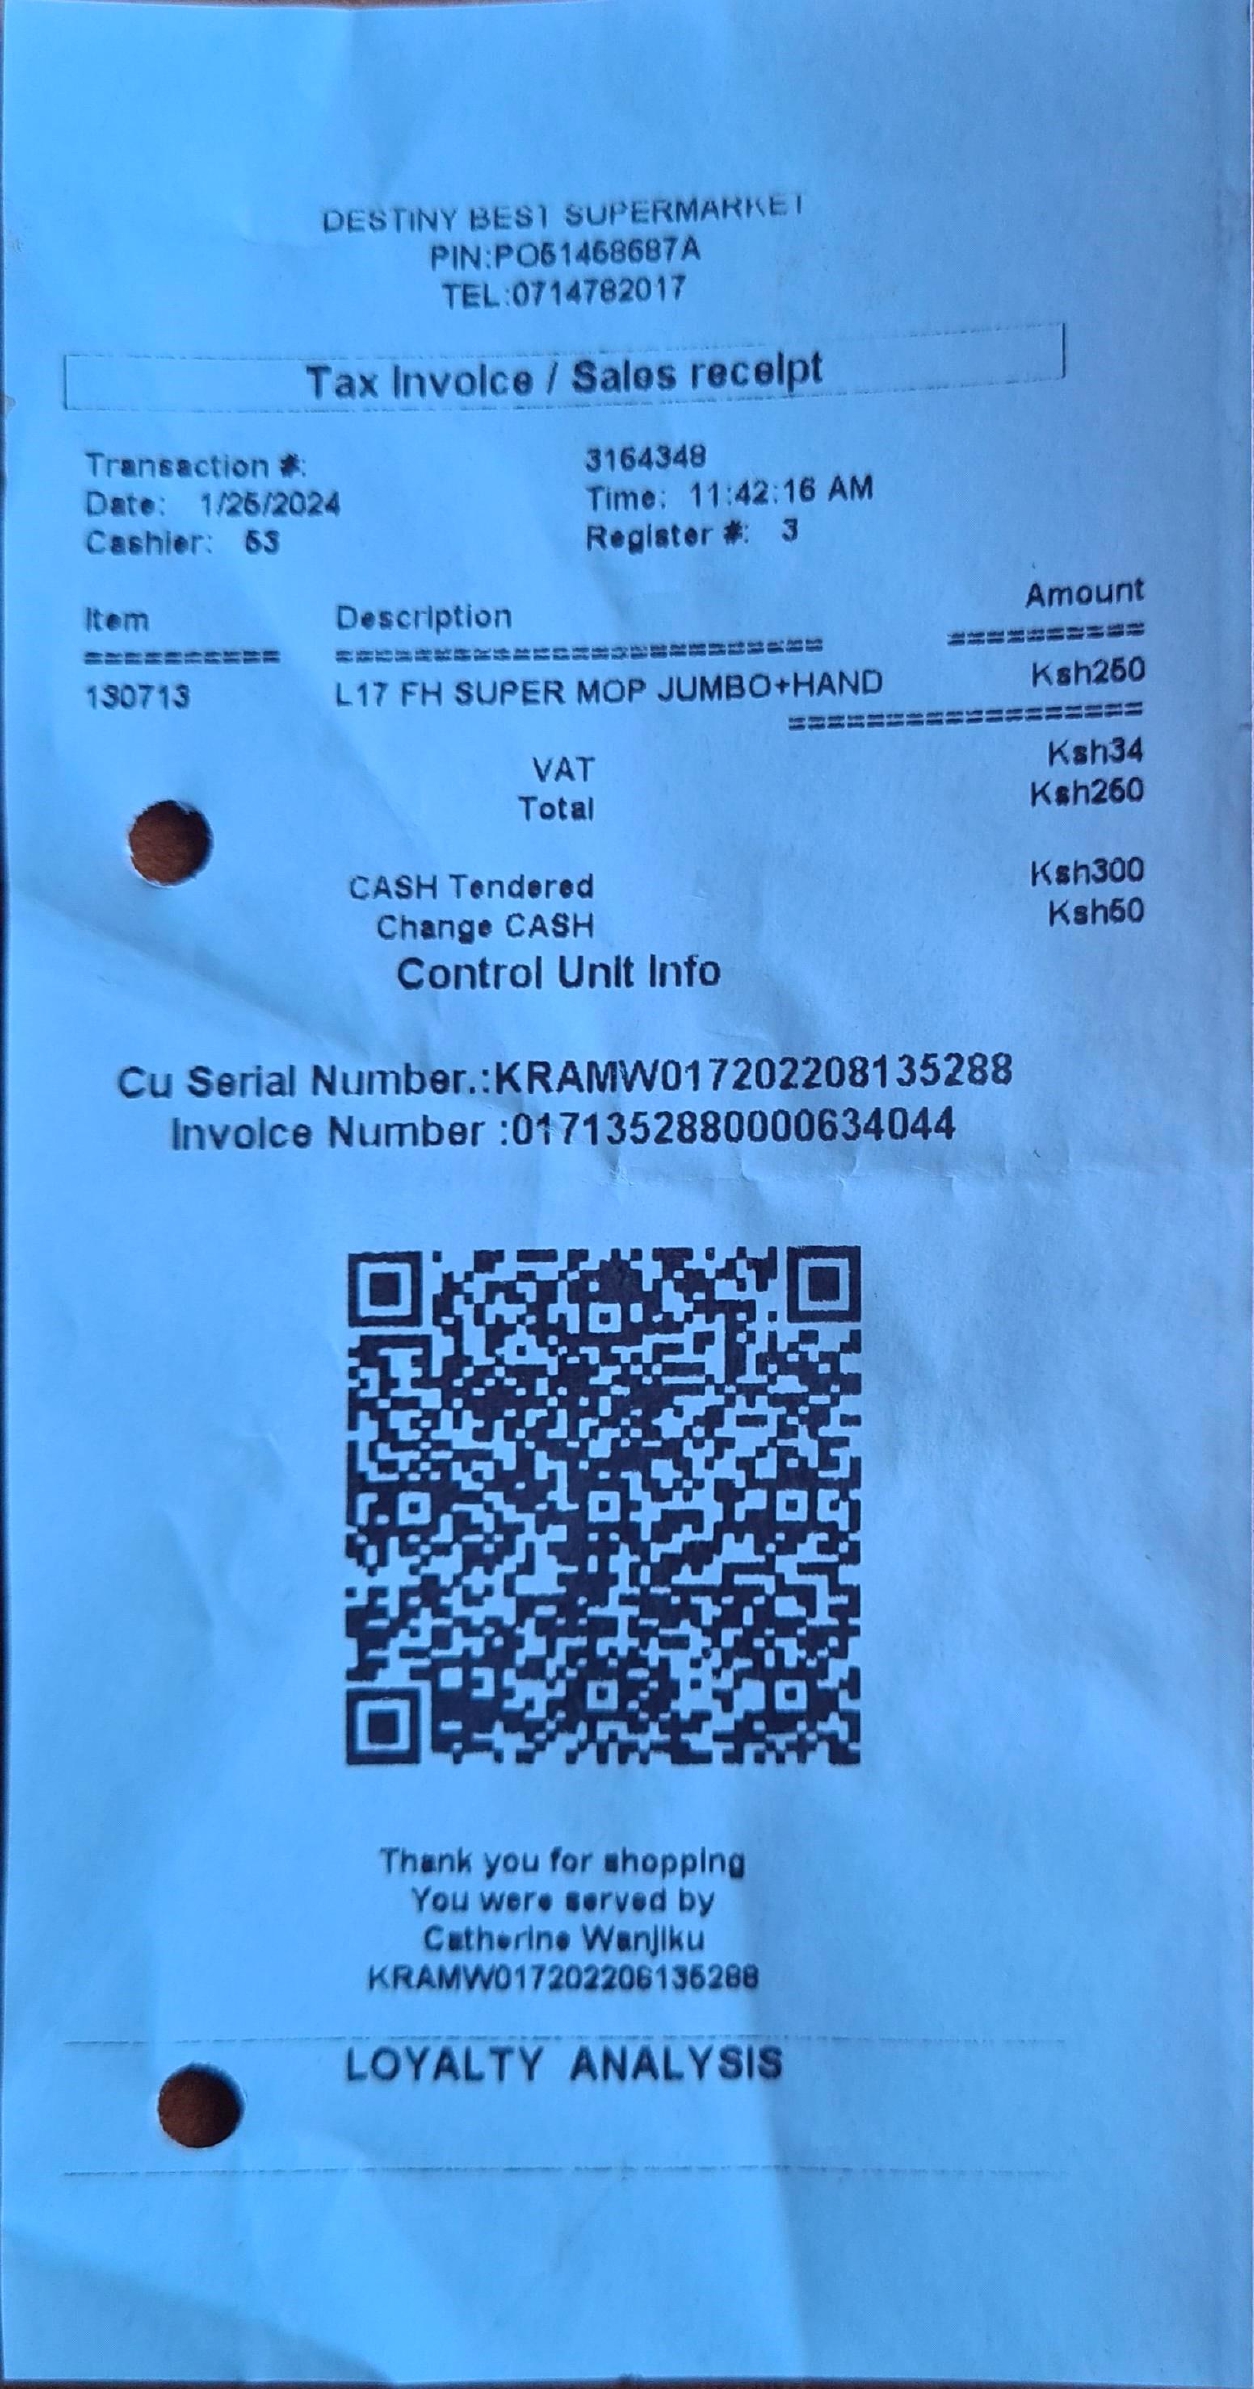 DESTINY BEST SUPERMARKET
PIN:PO51468687A
TEL:0714782017
Tax Invoice / Sales receipt
Transaction #: 3164348
Date: 1/25/2024 Time: 11:42:16 AM
Cashier: 53 Register #: 3
Item Description Amount
========== ========================= ==========
130713 L17 FH SUPER MOP JUMBO+HAND Ksh250
==================
VAT Ksh34
Total Ksh250
CASH Tendered Ksh300
Change CASH Ksh50
Control Unit Info
Cu Serial Number.:KRAMW017202208135288
Invoice Number :0171352880000634044
Thank you for shopping
You were served by
Catherine Wanjiku
KRAMW017202208135288
LOYALTY ANALYSIS